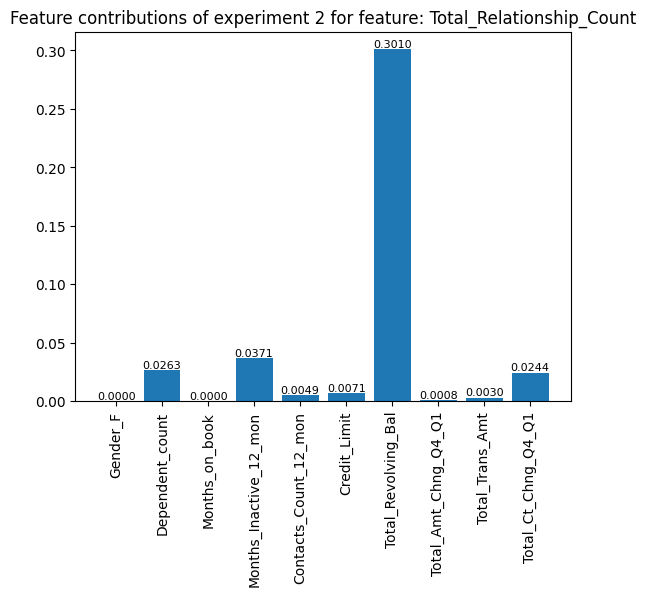 Feature contributions of experiment 2 for feature: Total_Relationship_Count
0.30
0.25
0.20
0.15
0.10
0.05
0.00
0.0000
0.0263
0.0000
0.0371
0.0049
0.0071
0.3010
0.0008
0.0030
0.0244
Gender_F
Dependent_count
Months_on_book
Months_Inactive_12_mon
Contacts_Count_12_mon
Credit_Limit
Total_Revolving_Bal
Total_Amt_Chng_Q4_Q1
Total_Trans_Amt
Total_Ct_Chng_Q4_Q1